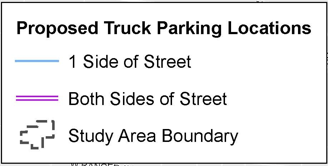 Proposed Truck Parking Locations
1 Side of Street
Both Sides of Street
Study Area Boundary